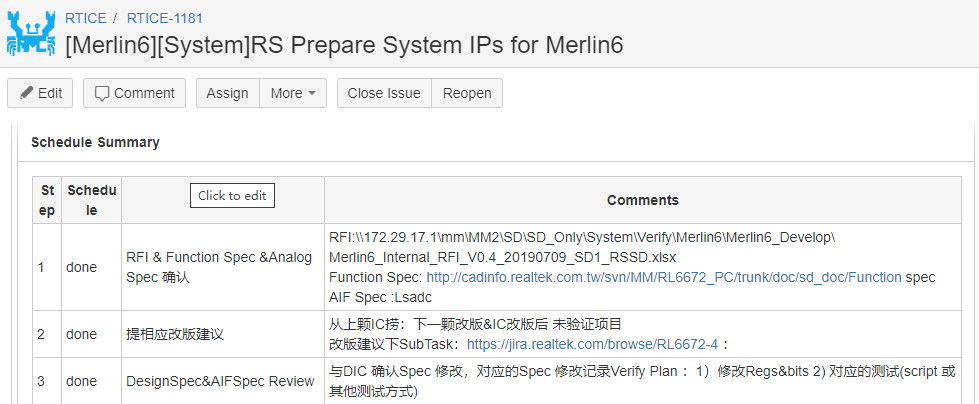 RTICE / RTICE-1181
[Merlin6][System]RS Prepare System IPs for Merlin6
Edit Comment Assign More Close Issue Reopen
Schedule Summary
St
ep
Schedu
le
Click to edit
Comments
1
done
RFI & Function Spec &Analog
Spec 确认
RFI:\\172.29.17.1\mm\MM2\SD\SD_Only\System\Verify\Merlin6\Merlin6_Develop\
Merlin6_Internal_RFI_V0.4_20190709_SD1_RSSD.xlsx
Function Spec: http://cadinfo.realtek.com.tw/svn/MM/RL6672_PC/trunk/doc/sd_doc/Function spec
AIF Spec :Lsadc
2
done
提相应改版建议
从上颗IC捞：下一颗改版&IC改版后 未验证项目
改版建议下SubTask：https://jira.realtek.com/browse/RL6672-4 ：
3
done
DesignSpec&AIFSpec Review
与DIC 确认Spec 修改，对应的Spec 修改记录Verify Plan ：1）修改Regs&bits 2) 对应的测试(script 或
其他测试方式)